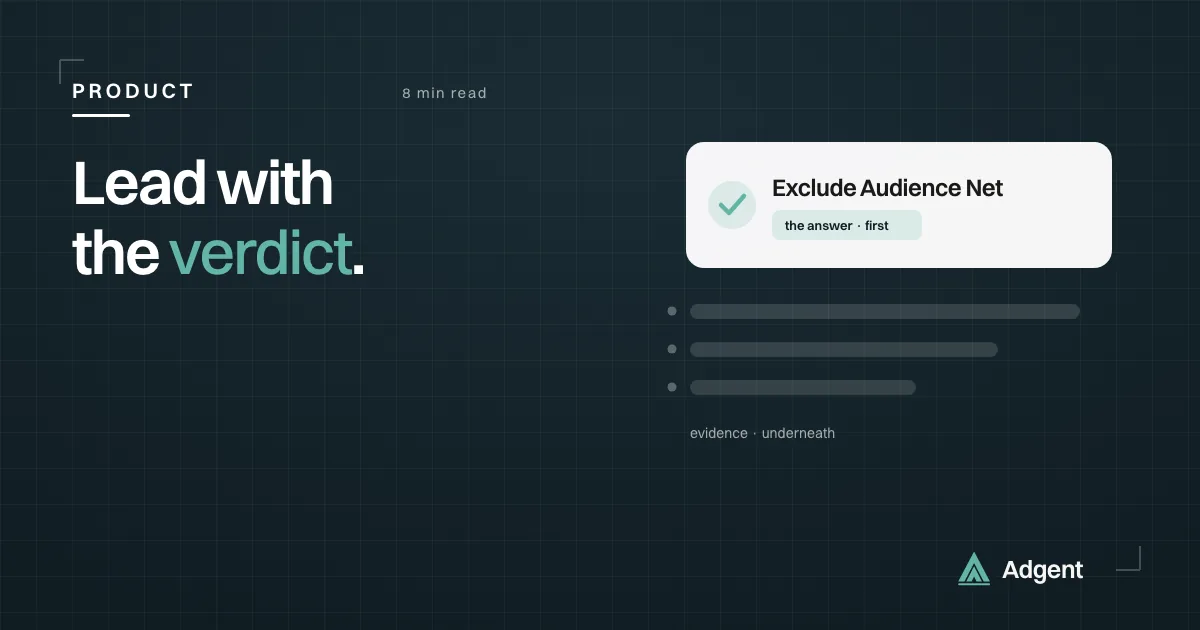 PRODUCT
8 min read
Lead with
the verdict.
Exclude Audience Net
the answer · first
evidence · underneath
Adgent